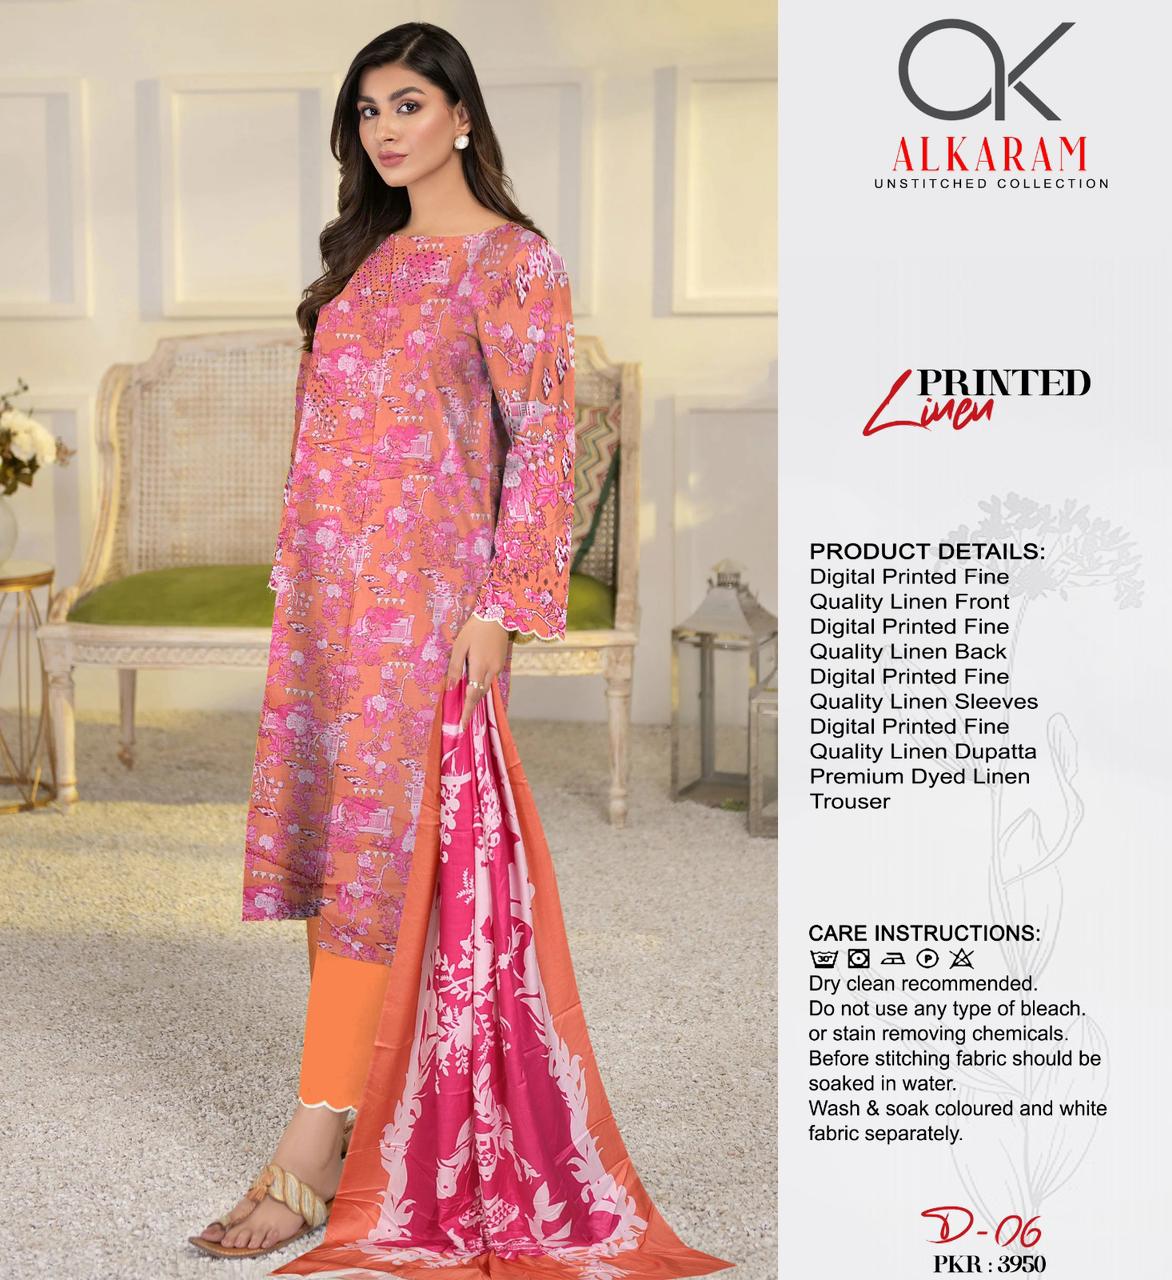 ALKARAM
UNSTITCHED COLLECTION
PRINTED
Linen
PRODUCT DETAILS:
Digital Printed Fine
Quality Linen Front
Digital Printed Fine
Quality Linen Back
Digital Printed Fine
Quality Linen Sleeves
Digital Printed Fine
Quality Linen Dupatta
Premium Dyed Linen
Trouser
CARE INSTRUCTIONS:
30° P
Dry clean recommended.
Do not use any type of bleach.
or stain removing chemicals.
Before stitching fabric should be
soaked in water.
Wash & soak coloured and white
fabric separately.
D-06
PKR : 3950